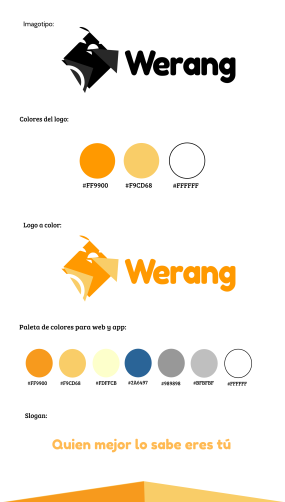 Imagotipo:
Werang
Colores del logo:
#FF9900 #F9CD68 #FFFFFF
Logo a color:
Werang
Paleta de colores para web y app:
#FF9900 #F9CD68 #FDFFCB #2A6497 #989898 #BFBFBF #FFFFFF
Slogan:
Quien mejor lo sabe eres tú